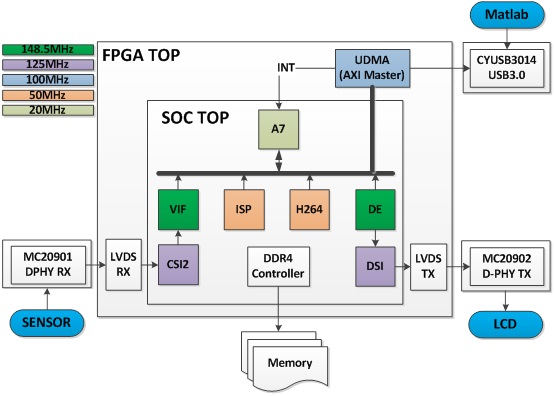 Matlab
148.5MHz
125MHz
100MHz
50MHz
20MHz
FPGA TOP
UDMA
(AXI Master)
CYUSB3014
USB3.0
INT
SOC TOP
A7
VIF
ISP
H264
DE
MC20901
DPHY RX
LVDS
RX
CSI2
DDR4
Controller
DSI
LVDS
TX
MC20902
D-PHY TX
SENSOR
LCD
Memory